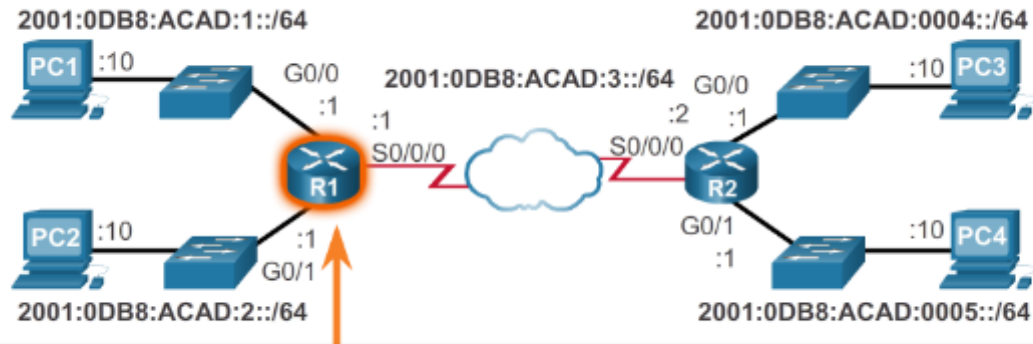 2001:0DB8:ACAD:1::/64
2001:0DB8:ACAD:0004::/64
PC1
:10
G0/0
:1
2001:0DB8:ACAD:3::/64
G0/0
:10
PC3
:1
S0/0/0
R1
:2
:1
S0/0/0
R2
PC2
:10
:1
G0/1
G0/1
:1
:10
PC4
2001:0DB8:ACAD:2::/64
2001:0DB8:ACAD:0005::/64